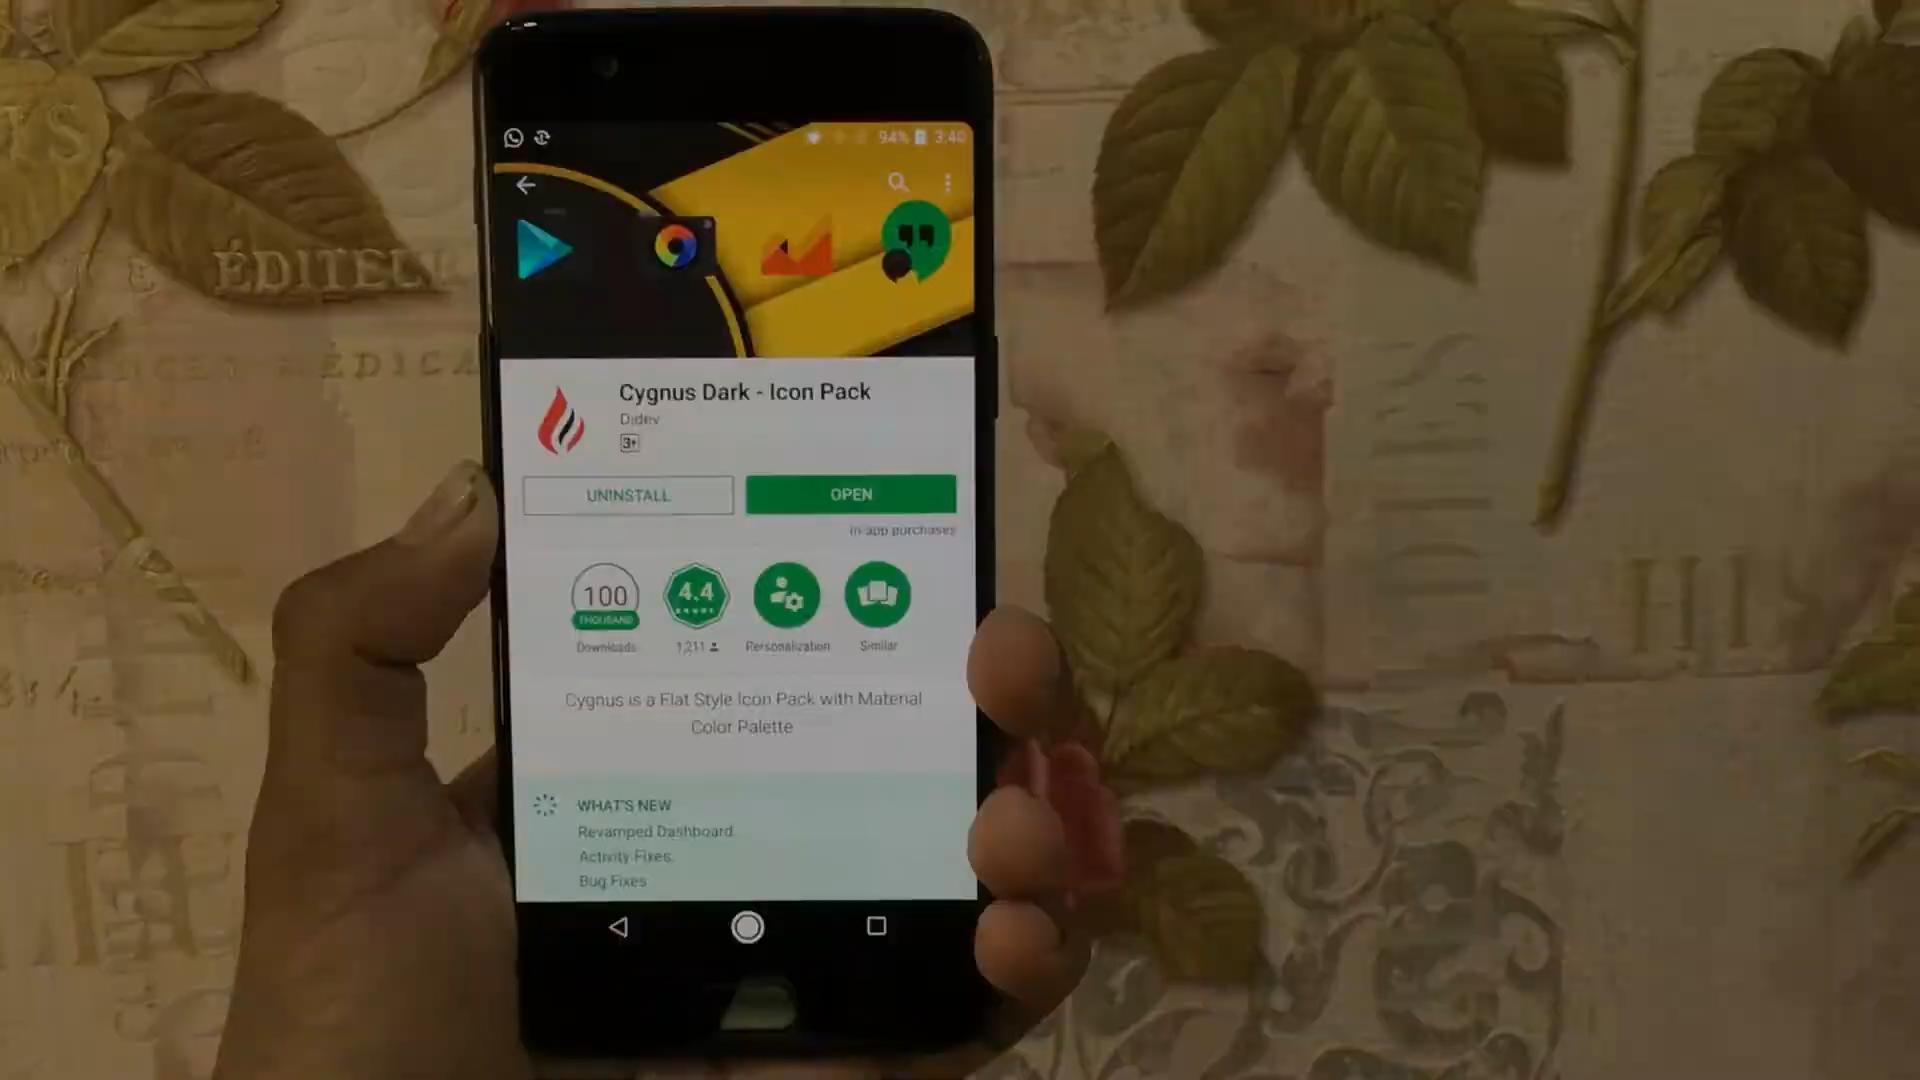 94% 3:40
Cygnus Dark - Icon Pack
Didev
3+
UNINSTALL
OPEN
In-app purchases
100
THOUSAND
Downloads
4.4
1,211
Personalization
Similar
Cygnus is a Flat Style Icon Pack with Material
Color Palette
WHAT'S NEW
Revamped Dashboard.
Activity Fixes.
Bug Fixes